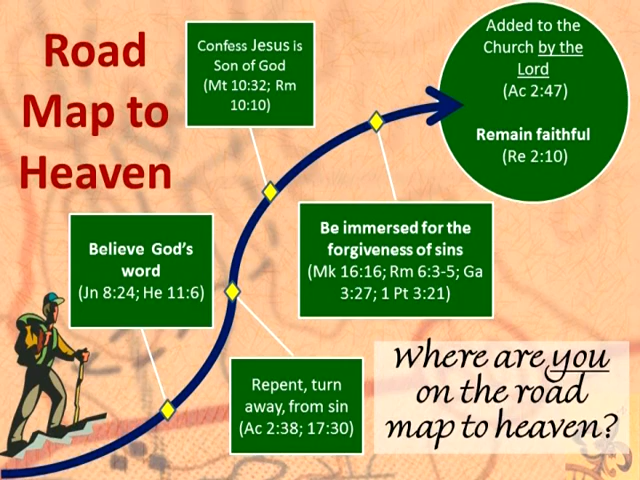 Road
Map to
Heaven
Believe God's
word
(Jn 8:24; He 11:6)
Repent, turn
away, from sin
(Ac 2:38; 17:30)
Confess Jesus is
Son of God
(Mt 10:32; Rm
10:10)
Be immersed for the
forgiveness of sins
(Mk 16:16; Rm 6:3-5; Ga
3:27; 1 Pt 3:21)
Added to the
Church by the
Lord
(Ac 2:47)
Remain faithful
(Re 2:10)
Where are you
on the road
map to heaven?